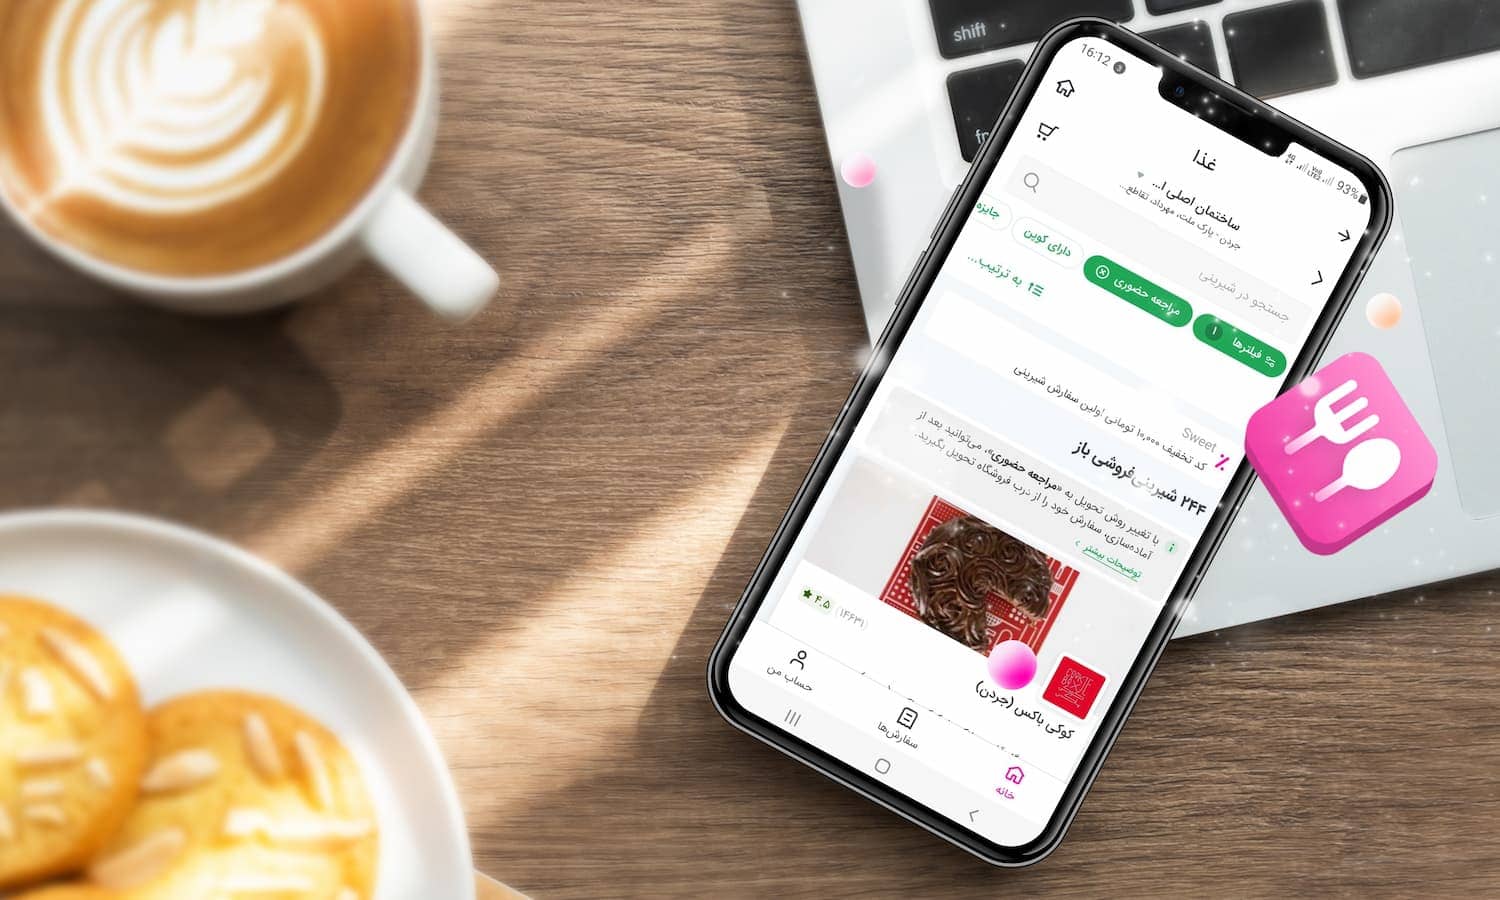 shift
16:12
93%
غذا
ساختمان اصلی ا...
جردن - پارک ملت، مهرداد، تقاطع...
جستجو در شیرینی
فیلترها ۱
مراجعه حضوری
دارای کوپن
جایزه
به ترتیب...
Sweet
کد تخفیف ۱۰,۰۰۰ تومانی اولین سفارش شیرینی
۲۴۴ شیرینی‌فروشی باز
با تغییر روش تحویل به «مراجعه حضوری»، می‌توانید بعد از
آماده‌سازی، سفارش خود را از درب فروشگاه تحویل بگیرید.
توضیحات بیشتر
۴.۵ (۱۴۶۳۱)
کوکی باکس (جردن)
خانه
سفارش‌ها
حساب من